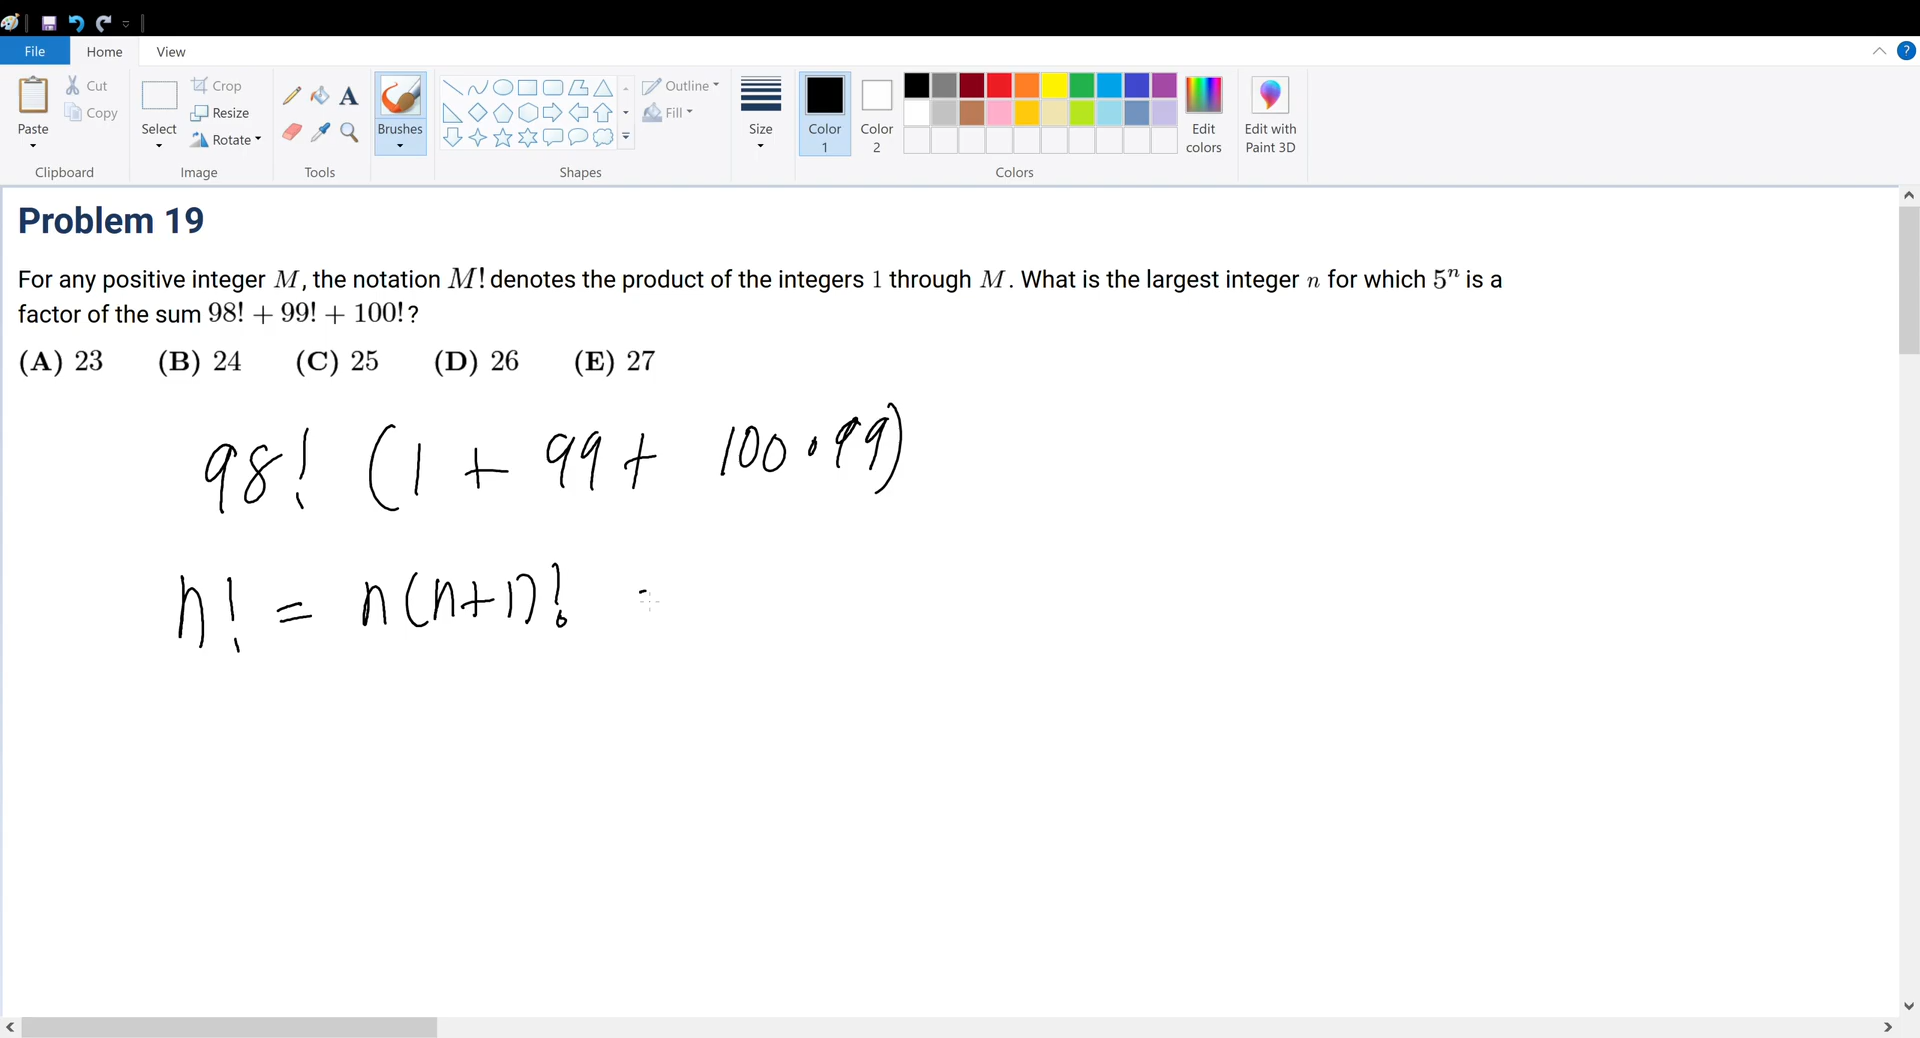 File Home View
Paste
Cut
Copy
Clipboard
Select
Crop
Resize
Rotate
Image
Tools
Brushes
Outline
Fill
Shapes
Size
Color 1
Color 2
Edit colors
Edit with Paint 3D
Colors
Problem 19
For any positive integer M, the notation M! denotes the product of the integers 1 through M. What is the largest integer n for which 5^n is a
factor of the sum 98! + 99! + 100!?
(A) 23 (B) 24 (C) 25 (D) 26 (E) 27
98! (1 + 99 + 100 · 99)
n! = n(n+1)!